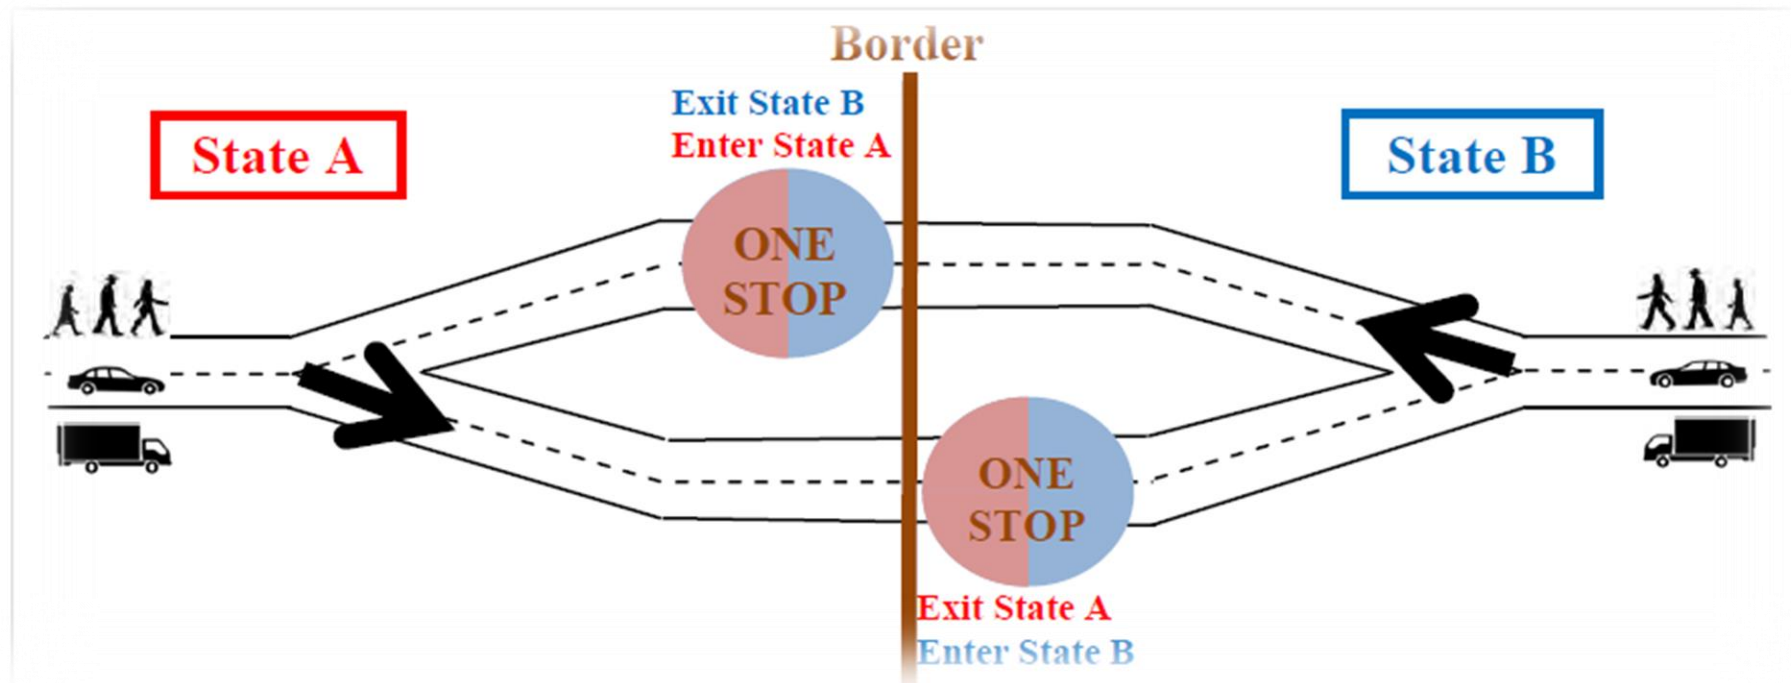 Border
Exit State B
Enter State A
State A
State B
ONE
STOP
ONE
STOP
Exit State A
Enter State B